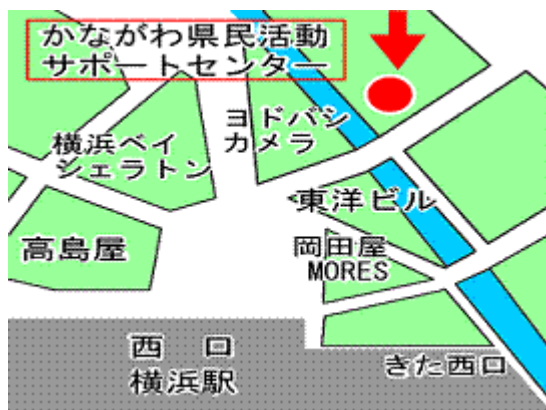 かながわ県民活動
サポートセンター
ヨドバシ
カメラ
横浜ベイ
シェラトン
東洋ビル
高島屋
岡田屋
MORES
西 口
横浜駅
きた西口